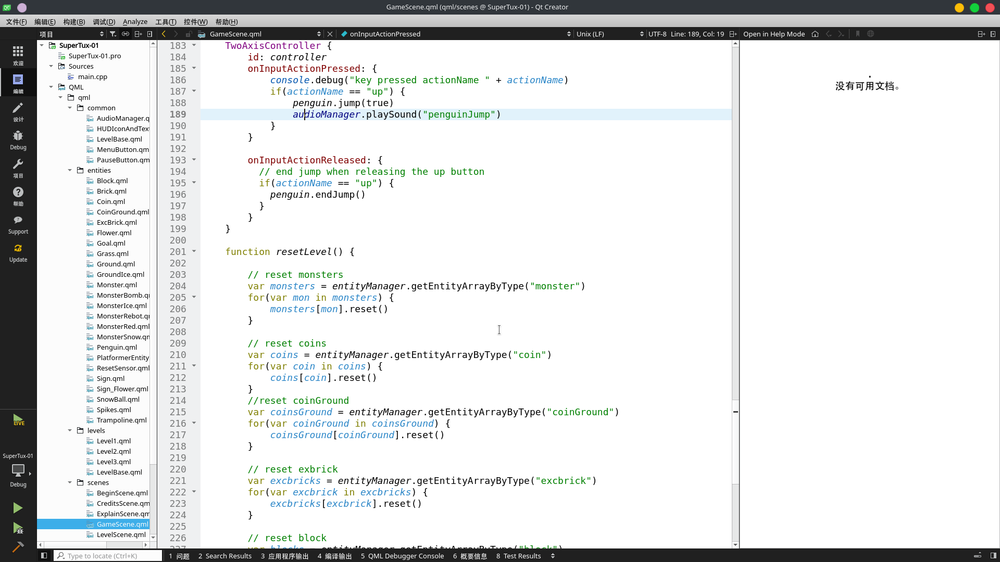 GameScene.qml (qml/scenes @ SuperTux-01) - Qt Creator
文件(F) 编辑(E) 构建(B) 调试(D) Analyze 工具(T) 控件(W) 帮助(H)
项目
GameScene.qml
onInputActionPressed
Unix (LF)
UTF-8 Line: 189, Col: 19
Open in Help Mode
欢迎
编辑
设计
Debug
项目
帮助
Support
Update
LIVE
SuperTux-01
Debug
SuperTux-01
SuperTux-01.pro
Sources
main.cpp
QML
qml
common
AudioManager.q
HUDIconAndTex
LevelBase.qml
MenuButton.qm
PauseButton.qm
entities
Block.qml
Brick.qml
Coin.qml
CoinGround.qml
ExcBrick.qml
Flower.qml
Goal.qml
Grass.qml
Ground.qml
GroundIce.qml
Monster.qml
MonsterBomb.q
MonsterIce.qml
MonsterRebot.q
MonsterRed.qml
MonsterSnow.q
Penguin.qml
PlatformerEntity
ResetSensor.qml
Sign.qml
Sign_Flower.qml
SnowBall.qml
Spikes.qml
Trampoline.qml
levels
Level1.qml
Level2.qml
Level3.qml
LevelBase.qml
scenes
BeginScene.qml
CreditsScene.qm
ExplainScene.qm
GameScene.qml
LevelScene.qml
183 TwoAxisController {
184 id: controller
185 onInputActionPressed: {
186 console.debug("key pressed actionName " + actionName)
187 if(actionName == "up") {
188 penguin.jump(true)
189 audioManager.playSound("penguinJump")
190 }
191 }
192
193 onInputActionReleased: {
194 // end jump when releasing the up button
195 if(actionName == "up") {
196 penguin.endJump()
197 }
198 }
199 }
200
201 function resetLevel() {
202
203 // reset monsters
204 var monsters = entityManager.getEntityArrayByType("monster")
205 for(var mon in monsters) {
206 monsters[mon].reset()
207 }
208
209 // reset coins
210 var coins = entityManager.getEntityArrayByType("coin")
211 for(var coin in coins) {
212 coins[coin].reset()
213 }
214 //reset coinGround
215 var coinsGround = entityManager.getEntityArrayByType("coinGround")
216 for(var coinGround in coinsGround) {
217 coinsGround[coinGround].reset()
218 }
219
220 // reset exbrick
221 var excbricks = entityManager.getEntityArrayByType("excbrick")
222 for(var excbrick in excbricks) {
223 excbricks[excbrick].reset()
224 }
225
226 // reset block
227 var blocks = entityManager.getEntityArrayByType("block")
.
没有可用文档。
Type to locate (Ctrl+K)
1 问题 2 Search Results 3 应用程序输出 4 编译输出 5 QML Debugger Console 6 概要信息 8 Test Results